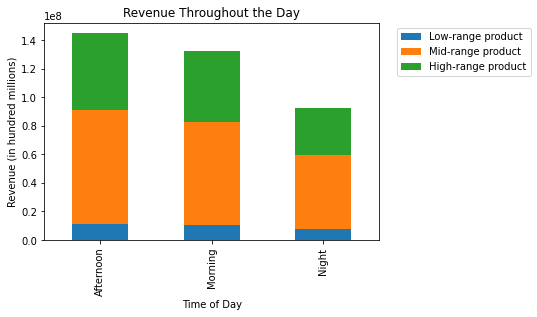 Revenue Throughout the Day
1e8
Low-range product
Mid-range product
High-range product
Revenue (in hundred millions)
1.4
1.2
1.0
0.8
0.6
0.4
0.2
0.0
Afternoon
Morning
Night
Time of Day